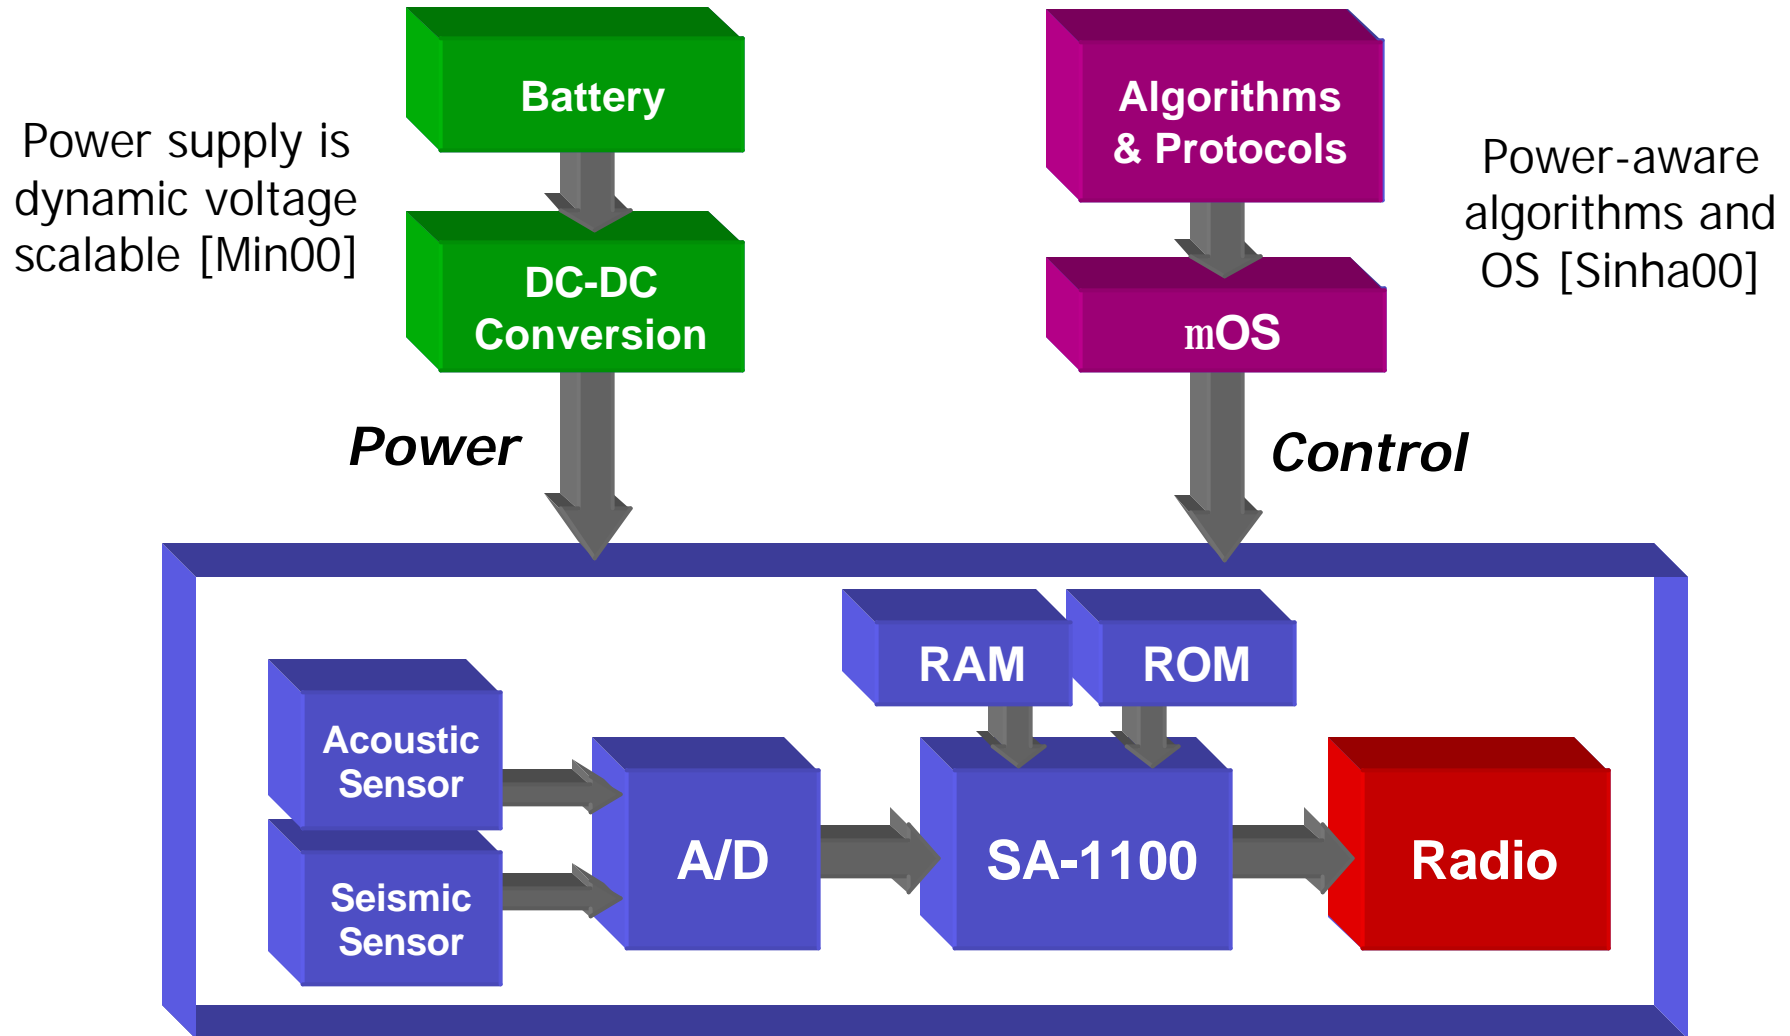 Battery
Algorithms
& Protocols
Power supply is
dynamic voltage
scalable [Min00]
Power-aware
algorithms and
OS [Sinha00]
DC-DC
Conversion
mOS
Power
Control
RAM
ROM
Acoustic
Sensor
A/D
SA-1100
Radio
Seismic
Sensor